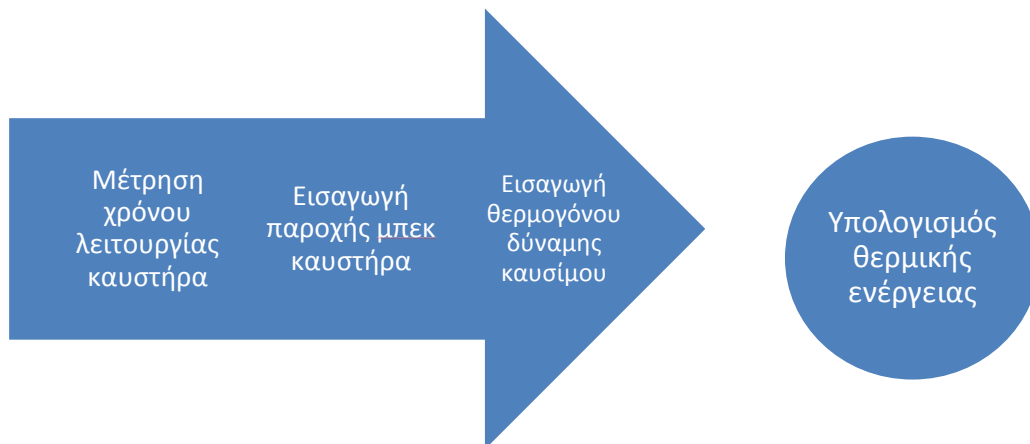 Μέτρηση
χρόνου
λειτουργίας
καυστήρα
Εισαγωγή
παροχής μπεκ
καυστήρα
Εισαγωγή
θερμογόνου
δύναμης
καυσίμου
Υπολογισμός
θερμικής
ενέργειας